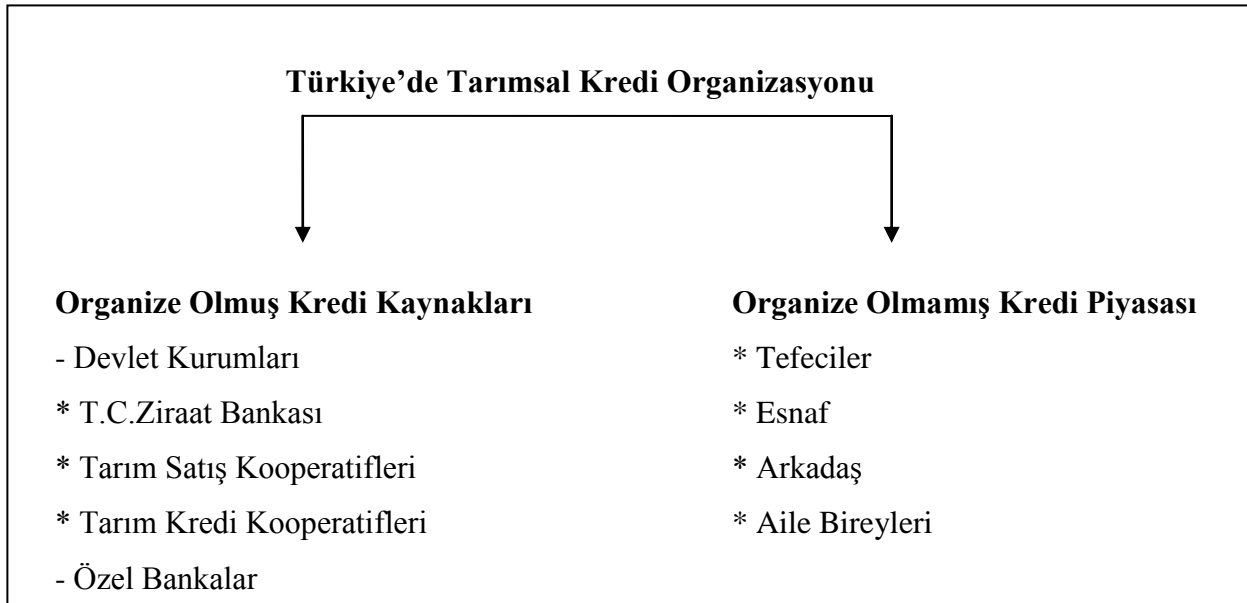 Türkiye’de Tarımsal Kredi Organizasyonu
Organize Olmuş Kredi Kaynakları
- Devlet Kurumları
* T.C.Ziraat Bankası
* Tarım Satış Kooperatifleri
* Tarım Kredi Kooperatifleri
- Özel Bankalar
Organize Olmamış Kredi Piyasası
* Tefeciler
* Esnaf
* Arkadaş
* Aile Bireyleri